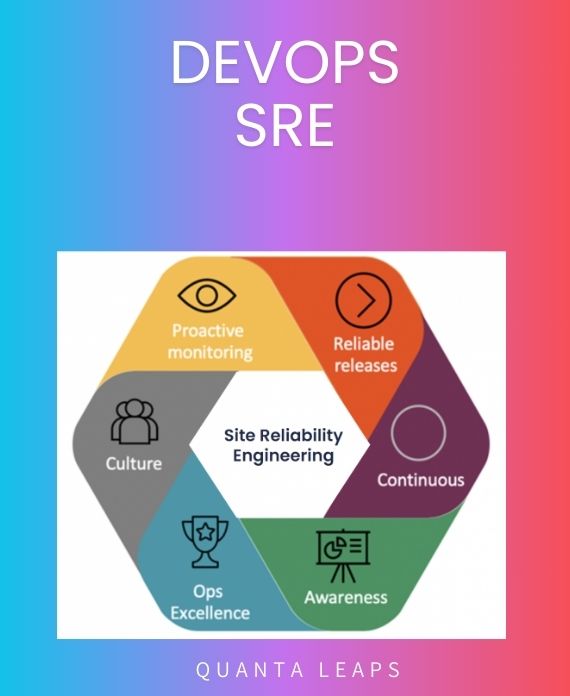 DEVOPS
SRE
Proactive
monitoring
Reliable
releases
Culture
Site Reliability
Engineering
Continuous
Ops
Excellence
Awareness
QUANTA LEAPS